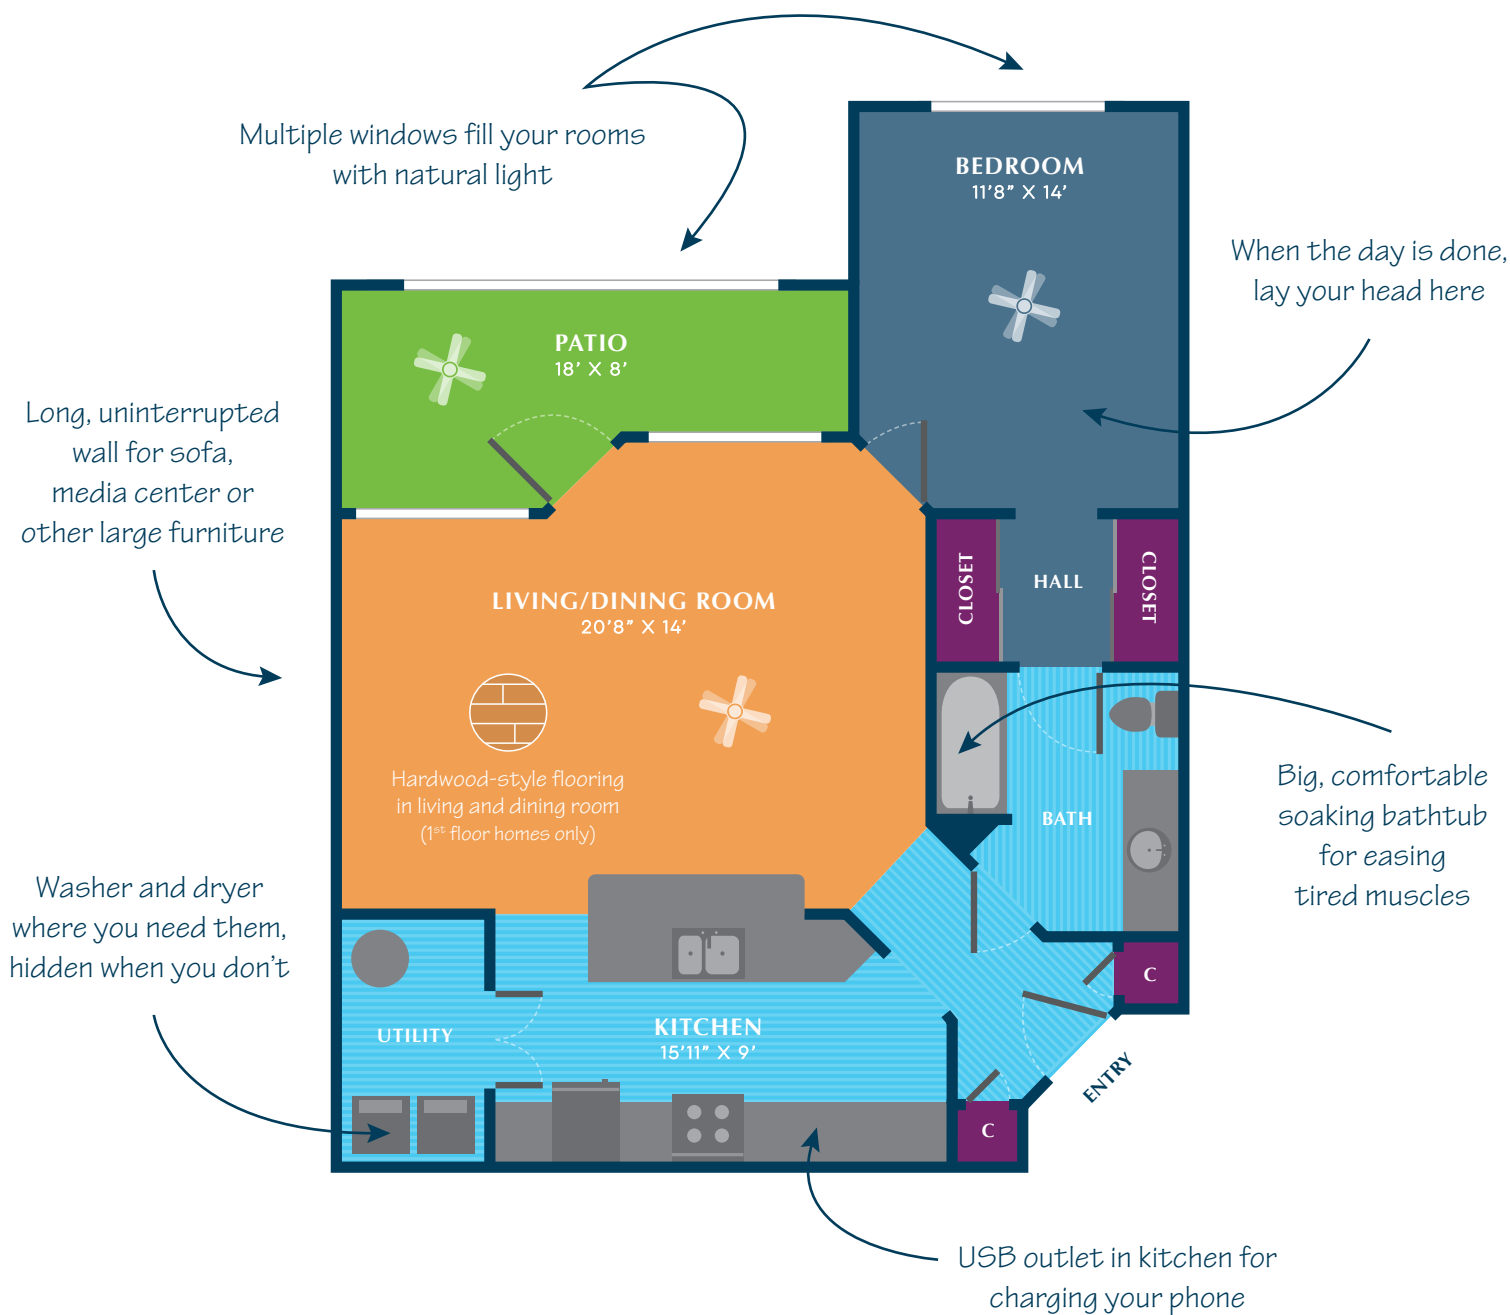 Multiple windows fill your rooms
with natural light
BEDROOM
11'8" X 14'
When the day is done,
lay your head here
PATIO
18' X 8'
Long, uninterrupted
wall for sofa,
media center or
other large furniture
CLOSET
HALL
CLOSET
LIVING/DINING ROOM
20'8" X 14'
Hardwood-style flooring
in living and dining room
(1st floor homes only)
Big, comfortable
soaking bathtub
for easing
tired muscles
BATH
Washer and dryer
where you need them,
hidden when you don't
C
UTILITY
KITCHEN
15'11" X 9'
ENTRY
C
USB outlet in kitchen for
charging your phone